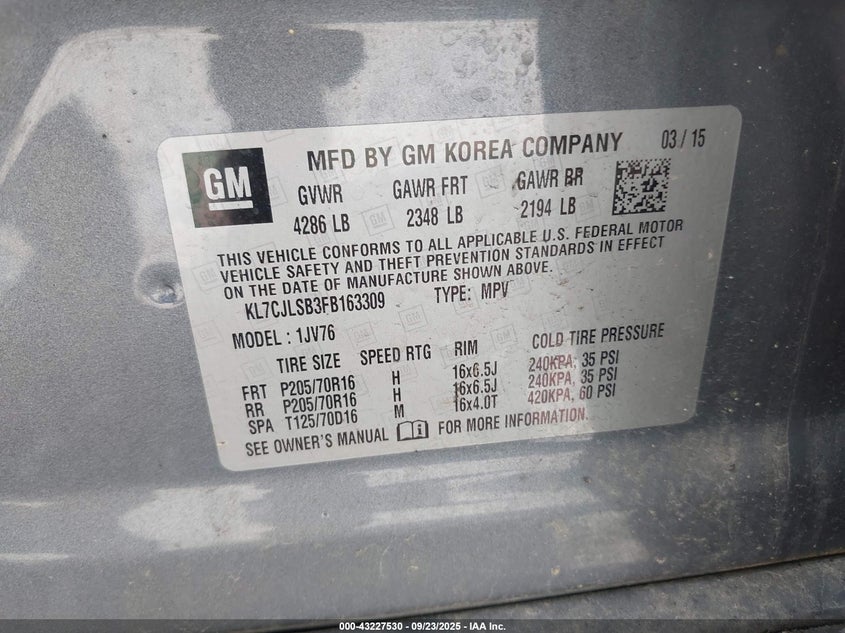 GM
MFD BY GM KOREA COMPANY 03 / 15
GVWR GAWR FRT GAWR RR
4286 LB 2348 LB 2194 LB
THIS VEHICLE CONFORMS TO ALL APPLICABLE U.S. FEDERAL MOTOR
VEHICLE SAFETY AND THEFT PREVENTION STANDARDS IN EFFECT
ON THE DATE OF MANUFACTURE SHOWN ABOVE.
KL7CJLSB3FB163309 TYPE: MPV
MODEL : 1JV76
TIRE SIZE SPEED RTG RIM COLD TIRE PRESSURE
FRT P205/70R16 H 16x6.5J 240KPA, 35 PSI
RR P205/70R16 H 16x6.5J 240KPA, 35 PSI
SPA T125/70D16 M 16x4.0T 420KPA, 60 PSI
SEE OWNER'S MANUAL FOR MORE INFORMATION.
000-43227530 - 09/23/2025 - IAA Inc.